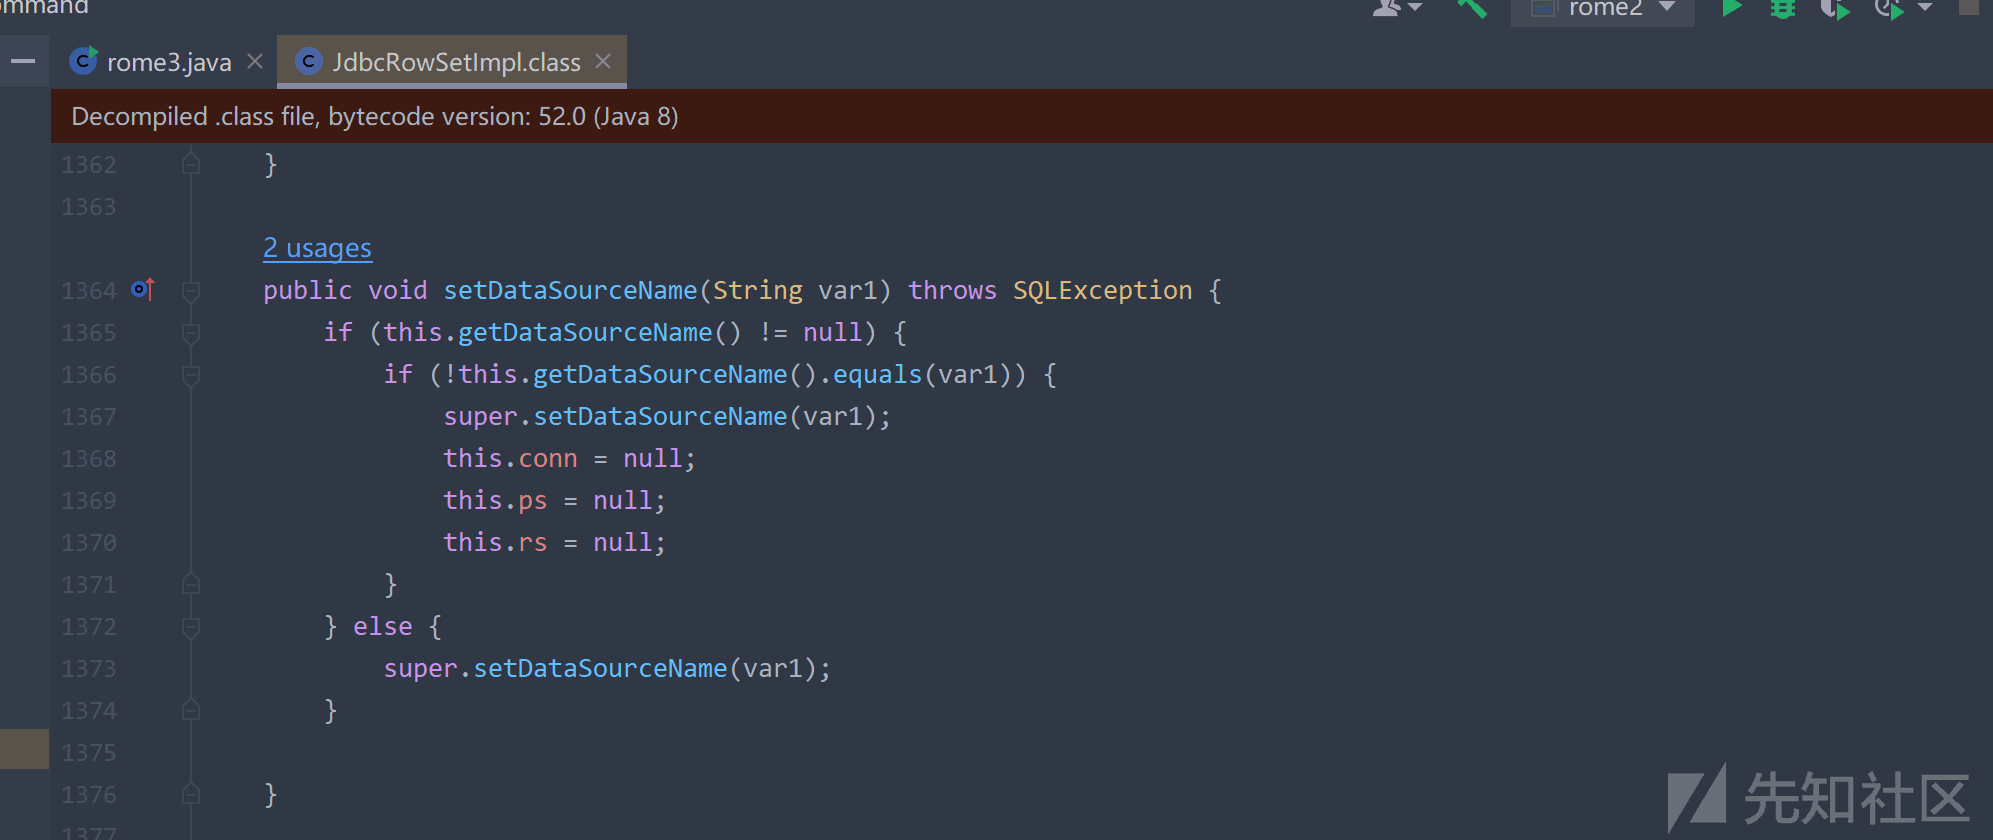 ommand
rome2
rome3.java
JdbcRowSetImpl.class
Decompiled .class file, bytecode version: 52.0 (Java 8)
1362 }
1363
2 usages
1364 public void setDataSourceName(String var1) throws SQLException {
1365 if (this.getDataSourceName() != null) {
1366 if (!this.getDataSourceName().equals(var1)) {
1367 super.setDataSourceName(var1);
1368 this.conn = null;
1369 this.ps = null;
1370 this.rs = null;
1371 }
1372 } else {
1373 super.setDataSourceName(var1);
1374 }
1375
1376 }
1377
先知社区